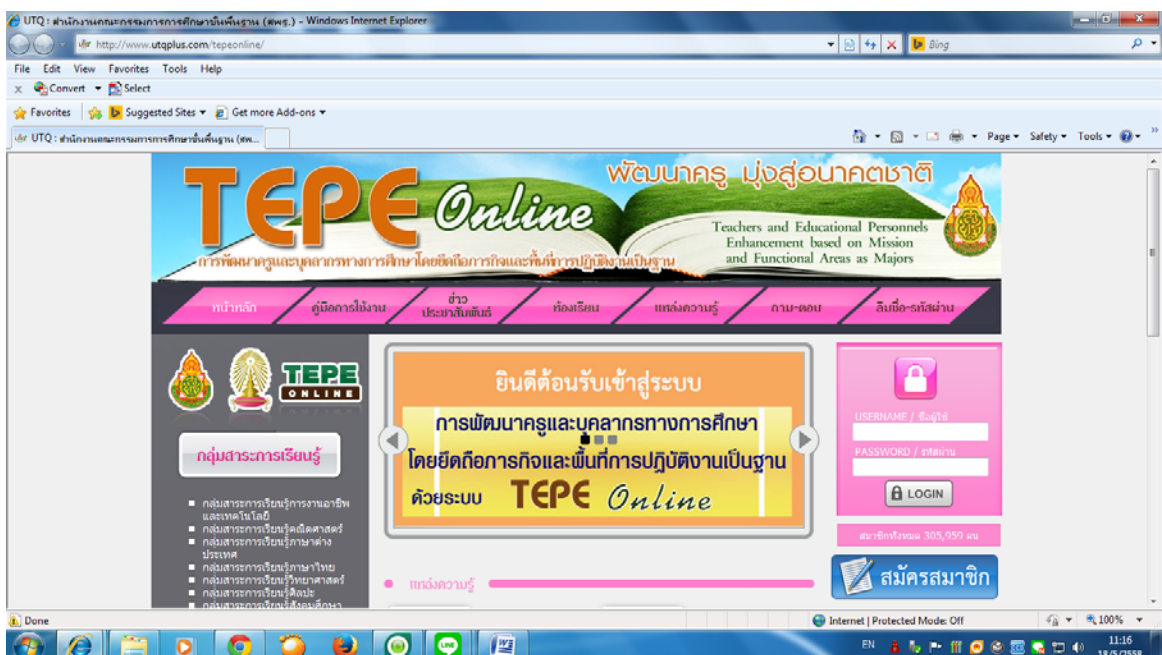 UTQ : สำนักงานคณะกรรมการการศึกษาขั้นพื้นฐาน (สพฐ.) - Windows Internet Explorer
http://www.utqplus.com/tepeonline/
Bing
File Edit View Favorites Tools Help
x Convert Select
Favorites Suggested Sites Get more Add-ons
UTQ : สำนักงานคณะกรรมการการศึกษาขั้นพื้นฐาน (สพ...
Page Safety Tools
TEPE Online
พัฒนาครู มุ่งสู่อนาคตชาติ
Teachers and Educational Personnels
Enhancement based on Mission
and Functional Areas as Majors
การพัฒนาครูและบุคลากรทางการศึกษาโดยยึดถือภารกิจและพื้นที่การปฏิบัติงานเป็นฐาน
หน้าหลัก
คู่มือการใช้งาน
ข่าว
ประชาสัมพันธ์
ห้องเรียน
แหล่งความรู้
ถาม-ตอบ
ลืมชื่อ-รหัสผ่าน
TEPE
ONLINE
กลุ่มสาระการเรียนรู้
กลุ่มสาระการเรียนรู้การงานอาชีพ
และเทคโนโลยี
กลุ่มสาระการเรียนรู้คณิตศาสตร์
กลุ่มสาระการเรียนรู้ภาษาต่าง
ประเทศ
กลุ่มสาระการเรียนรู้ภาษาไทย
กลุ่มสาระการเรียนรู้วิทยาศาสตร์
กลุ่มสาระการเรียนรู้ศิลปะ
กลุ่มสาระการเรียนรู้สังคมศึกษา
ยินดีต้อนรับเข้าสู่ระบบ
การพัฒนาครูและบุคลากรทางการศึกษา
โดยยึดถือภารกิจและพื้นที่การปฏิบัติงานเป็นฐาน
ด้วยระบบ TEPE Online
แหล่งความรู้
USERNAME / ชื่อผู้ใช้
PASSWORD / รหัสผ่าน
LOGIN
สมาชิกทั้งหมด 305,959 คน
สมัครสมาชิก
Done
Internet | Protected Mode: Off
100%
EN
11:16
18/5/2558